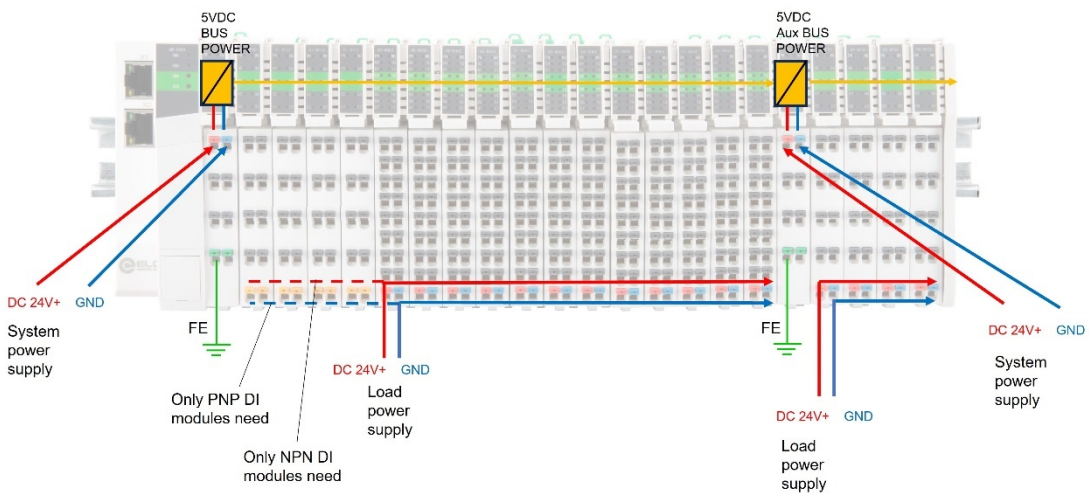 5VDC
BUS
POWER
5VDC
Aux BUS
POWER
DC 24V+ GND
System
power
supply
FE
Only PNP DI
modules need
Only NPN DI
modules need
DC 24V+ GND
Load
power
supply
FE
DC 24V+ GND
Load
power
supply
DC 24V+ GND
System
power
supply